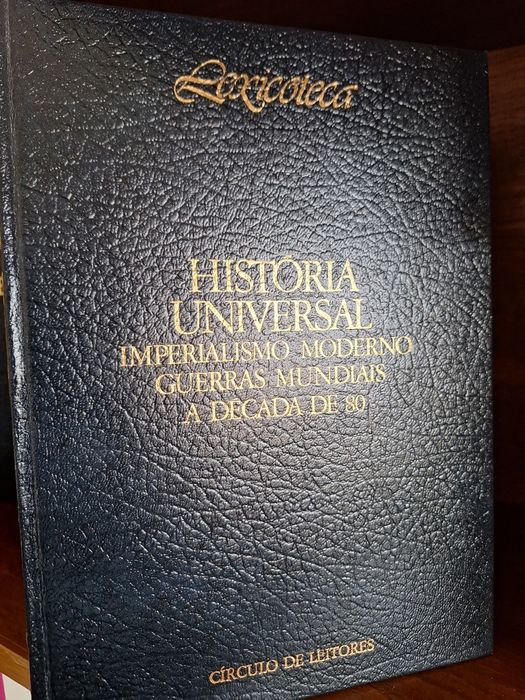 Lexicoteca
HISTÓRIA
UNIVERSAL
IMPERIALISMO MODERNO
GUERRAS MUNDIAIS
A DÉCADA DE 80
CÍRCULO DE LEITORES